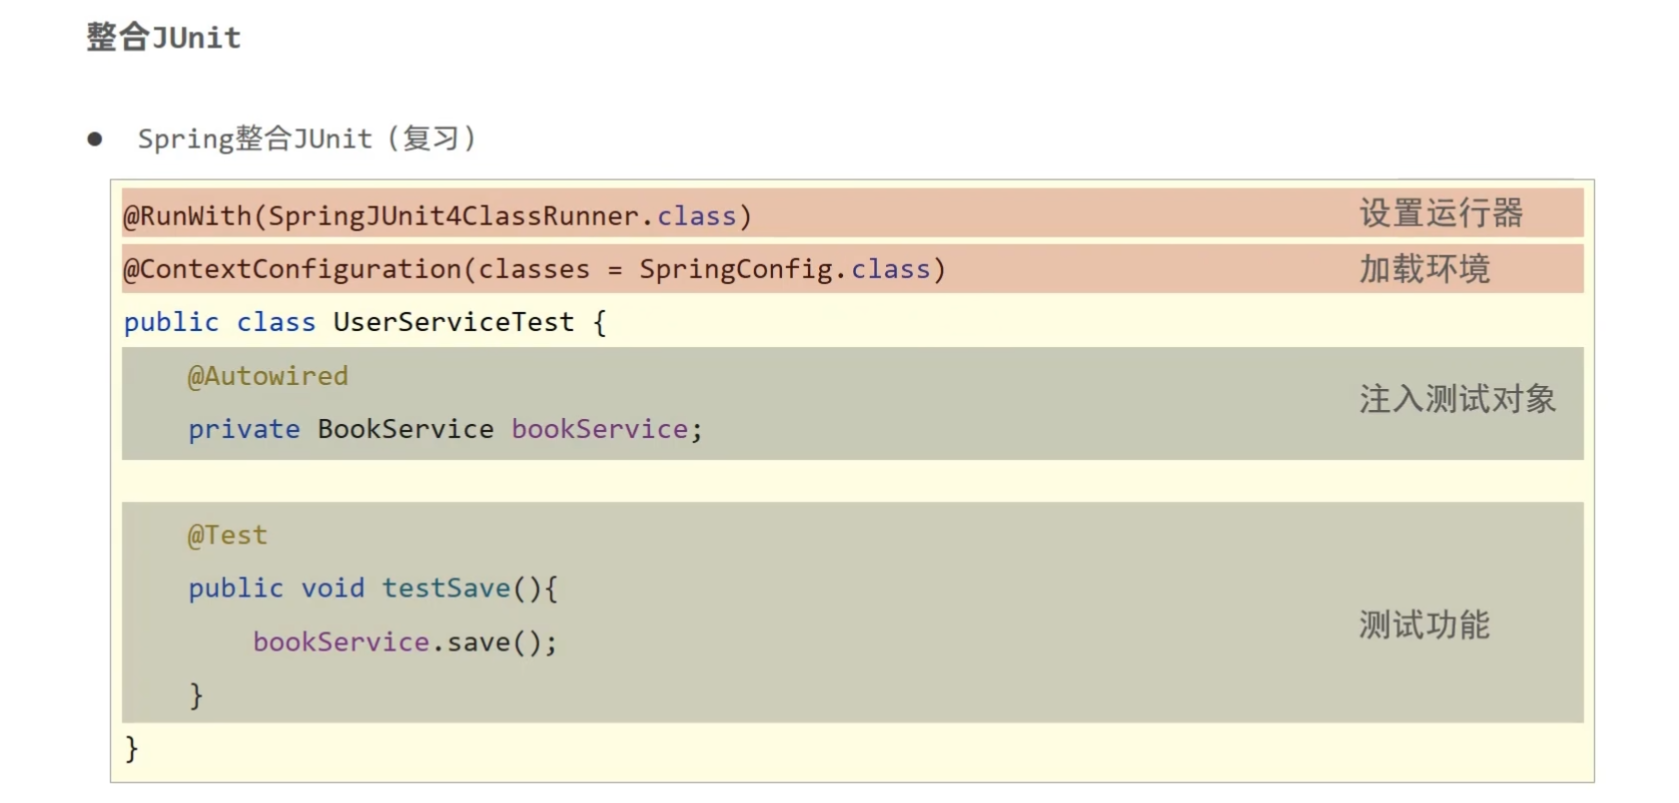 整合JUnit
● Spring整合JUnit（复习）
@RunWith(SpringJUnit4ClassRunner.class) 设置运行器
@ContextConfiguration(classes = SpringConfig.class) 加载环境
public class UserServiceTest {
@Autowired
注入测试对象
private BookService bookService;
@Test
public void testSave(){
测试功能
bookService.save();
}
}